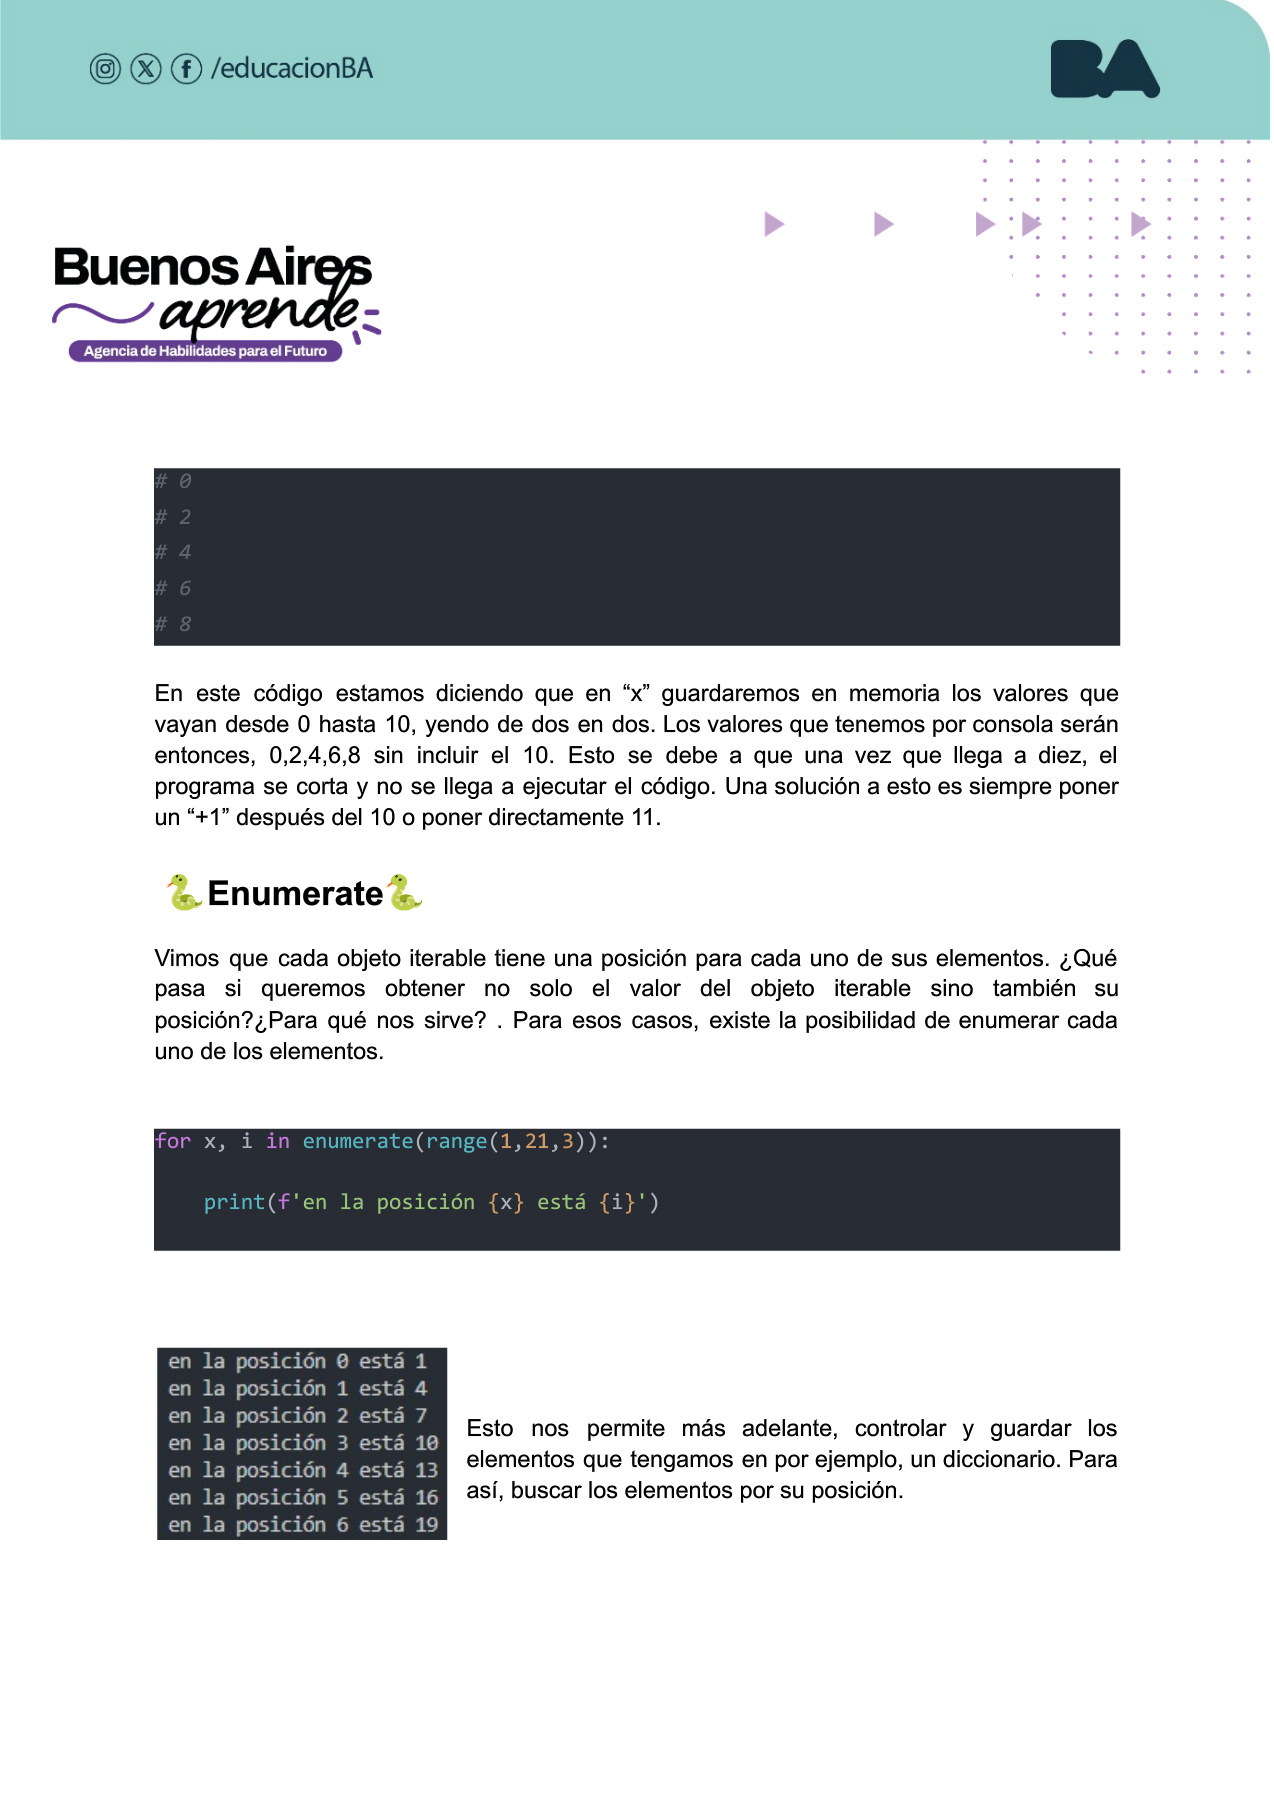 /educacionBA
BA
Buenos Aires
aprende
Agencia de Habilidades para el Futuro
# 0
# 2
# 4
# 6
# 8
En este código estamos diciendo que en “x” guardaremos en memoria los valores que
vayan desde 0 hasta 10, yendo de dos en dos. Los valores que tenemos por consola serán
entonces, 0,2,4,6,8 sin incluir el 10. Esto se debe a que una vez que llega a diez, el
programa se corta y no se llega a ejecutar el código. Una solución a esto es siempre poner
un “+1” después del 10 o poner directamente 11.
🐍Enumerate🐍
Vimos que cada objeto iterable tiene una posición para cada uno de sus elementos. ¿Qué
pasa si queremos obtener no solo el valor del objeto iterable sino también su
posición?¿Para qué nos sirve? . Para esos casos, existe la posibilidad de enumerar cada
uno de los elementos.
for x, i in enumerate(range(1,21,3)):
    print(f'en la posición {x} está {i}')
en la posición 0 está 1
en la posición 1 está 4
en la posición 2 está 7
en la posición 3 está 10
en la posición 4 está 13
en la posición 5 está 16
en la posición 6 está 19
Esto nos permite más adelante, controlar y guardar los
elementos que tengamos en por ejemplo, un diccionario. Para
así, buscar los elementos por su posición.